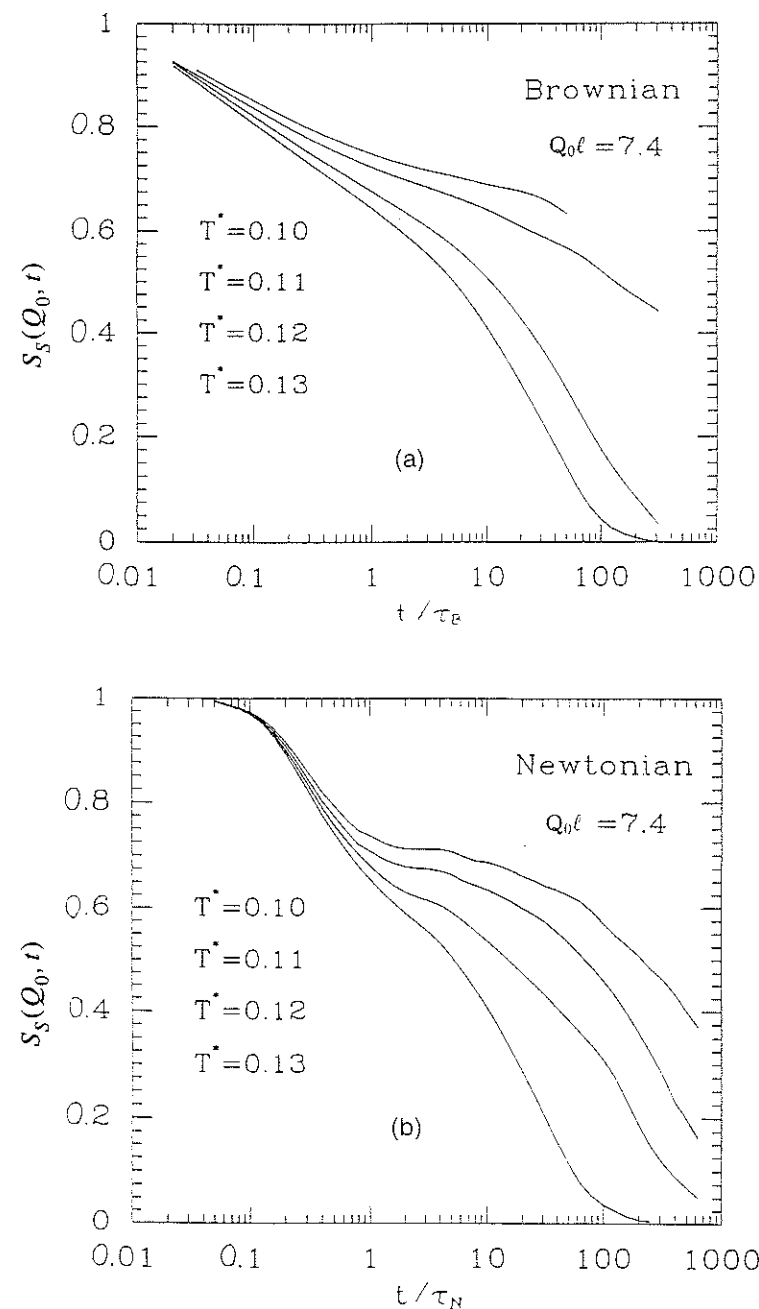 1
Brownian
0.8
Q₀ℓ = 7.4
0.6
T*=0.10
T*=0.11
0.4
T*=0.12
T*=0.13
S_S(Q₀, t)
0.2
(a)
0
0.01 0.1 1 10 100 1000
t / τ_B
1
Newtonian
0.8
Q₀ℓ = 7.4
0.6
T*=0.10
T*=0.11
0.4
T*=0.12
T*=0.13
S_S(Q₀, t)
0.2
(b)
0
0.01 0.1 1 10 100 1000
t / τ_N